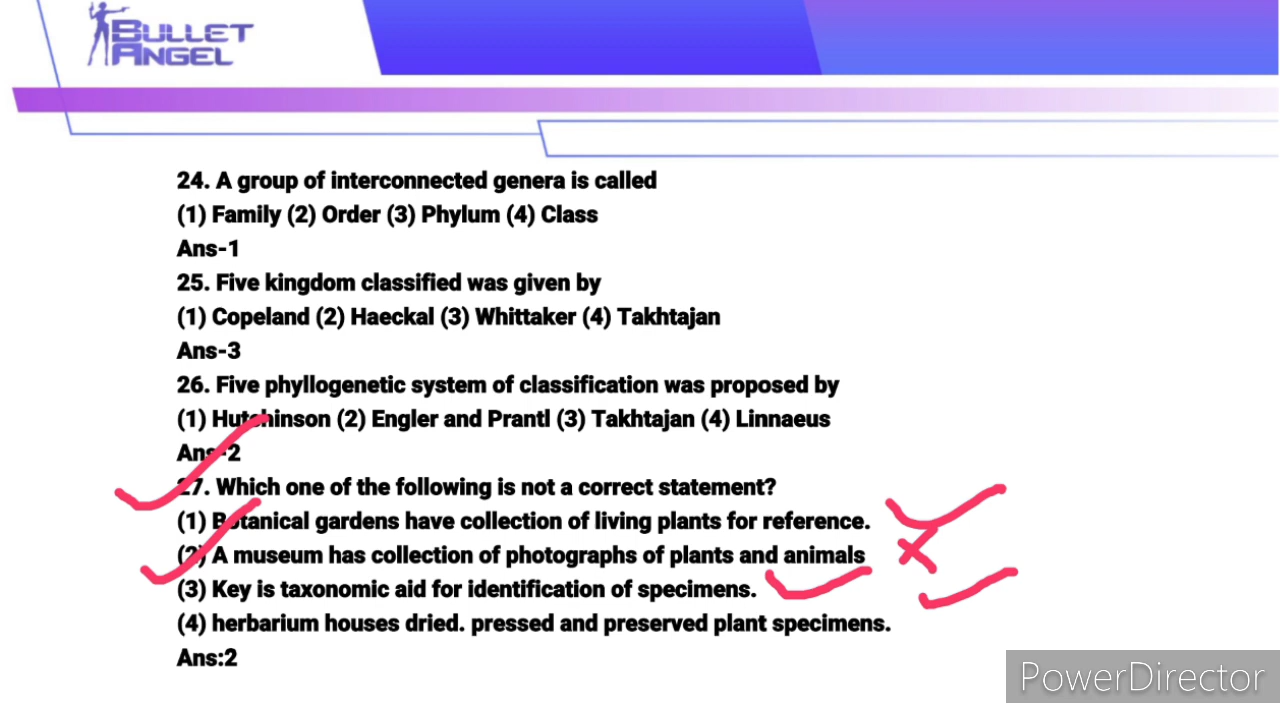 BULLET
ANGEL
24. A group of interconnected genera is called
(1) Family (2) Order (3) Phylum (4) Class
Ans-1
25. Five kingdom classified was given by
(1) Copeland (2) Haeckal (3) Whittaker (4) Takhtajan
Ans-3
26. Five phyllogenetic system of classification was proposed by
(1) Hutchinson (2) Engler and Prantl (3) Takhtajan (4) Linnaeus
Ans-2
27. Which one of the following is not a correct statement?
(1) Botanical gardens have collection of living plants for reference.
(2) A museum has collection of photographs of plants and animals
(3) Key is taxonomic aid for identification of specimens.
(4) herbarium houses dried. pressed and preserved plant specimens.
Ans:2
PowerDirector